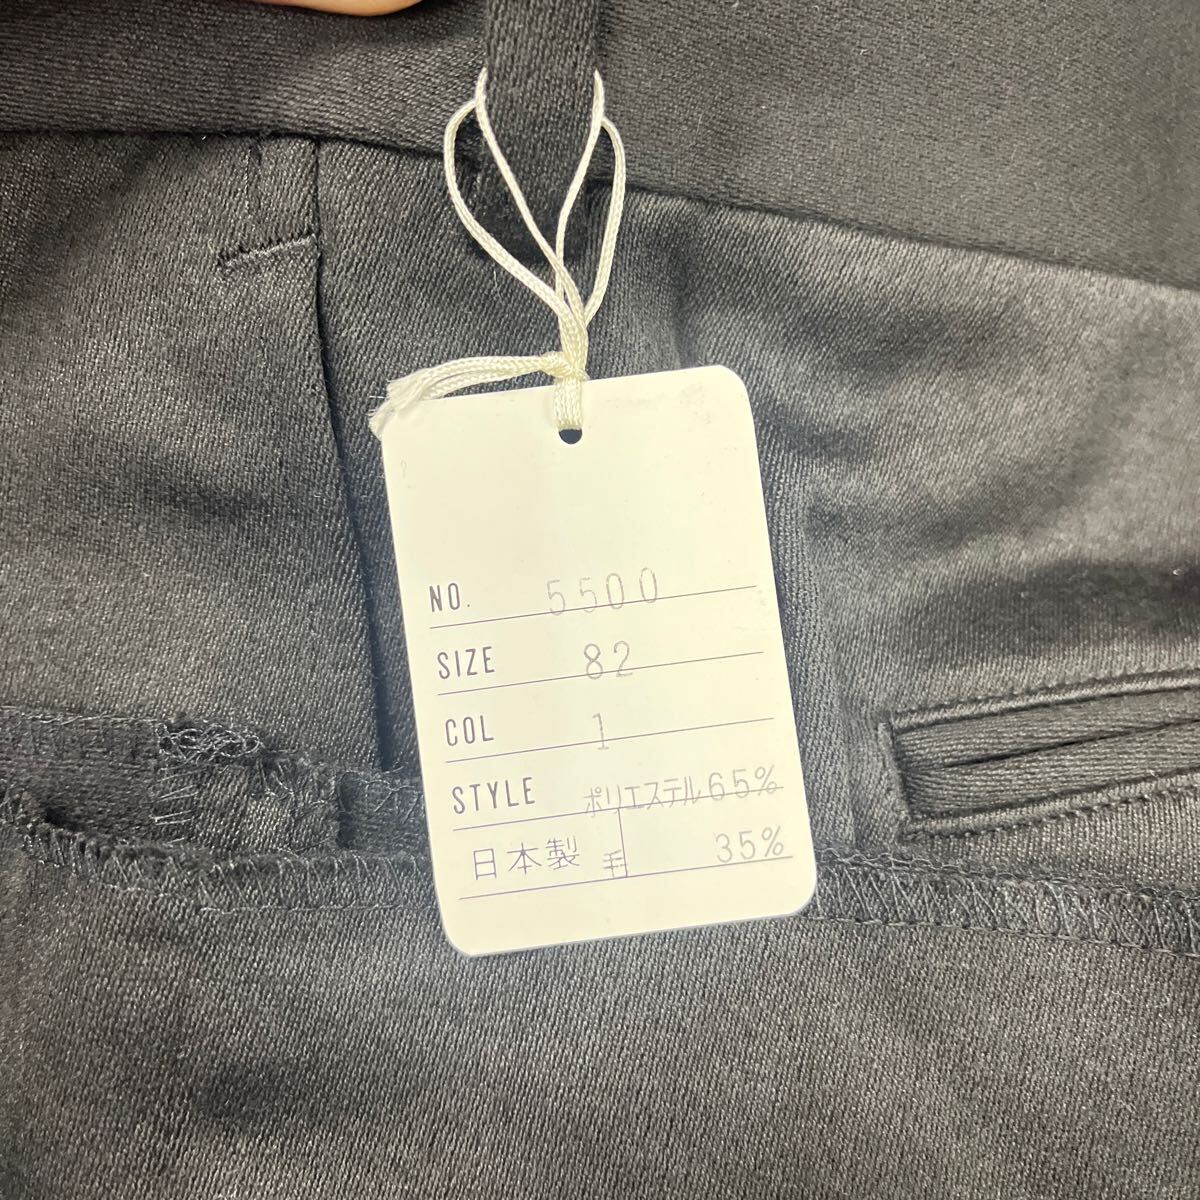 NO. 5500
SIZE 82
COL 1
STYLE ポリエステル65%
日本製 毛 35%